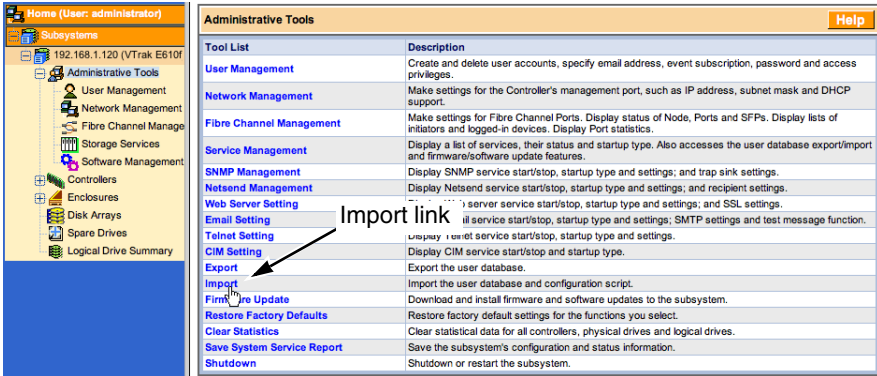 Home (User: administrator)
Subsystems
192.168.1.120 (VTrak E610f
Administrative Tools
User Management
Network Management
Fibre Channel Manage
Storage Services
Software Management
Controllers
Enclosures
Disk Arrays
Spare Drives
Logical Drive Summary
Administrative Tools
Help
Tool List Description
User Management Create and delete user accounts, specify email address, event subscription, password and access
privileges.
Network Management Make settings for the Controller's management port, such as IP address, subnet mask and DHCP
support.
Fibre Channel Management Make settings for Fibre Channel Ports. Display status of Node, Ports and SFPs. Display lists of
initiators and logged-in devices. Display Port statistics.
Service Management Display a list of services, their status and startup type. Also accesses the user database export/import
and firmware/software update features.
SNMP Management Display SNMP service start/stop, startup type and settings; and trap sink settings.
Netsend Management Display Netsend service start/stop, startup type and settings; and recipient settings.
Web Server Setting server service start/stop, startup type and settings; and SSL settings.
Import link
Email Setting service start/stop, startup type and settings; SMTP settings and test message function.
Telnet Setting Display Telnet service start/stop, startup type and settings.
CIM Setting Display CIM service start/stop and startup type.
Export Export the user database.
Import Import the user database and configuration script.
Firmware Update Download and install firmware and software updates to the subsystem.
Restore Factory Defaults Restore factory default settings for the functions you select.
Clear Statistics Clear statistical data for all controllers, physical drives and logical drives.
Save System Service Report Save the subsystem's configuration and status information.
Shutdown Shutdown or restart the subsystem.